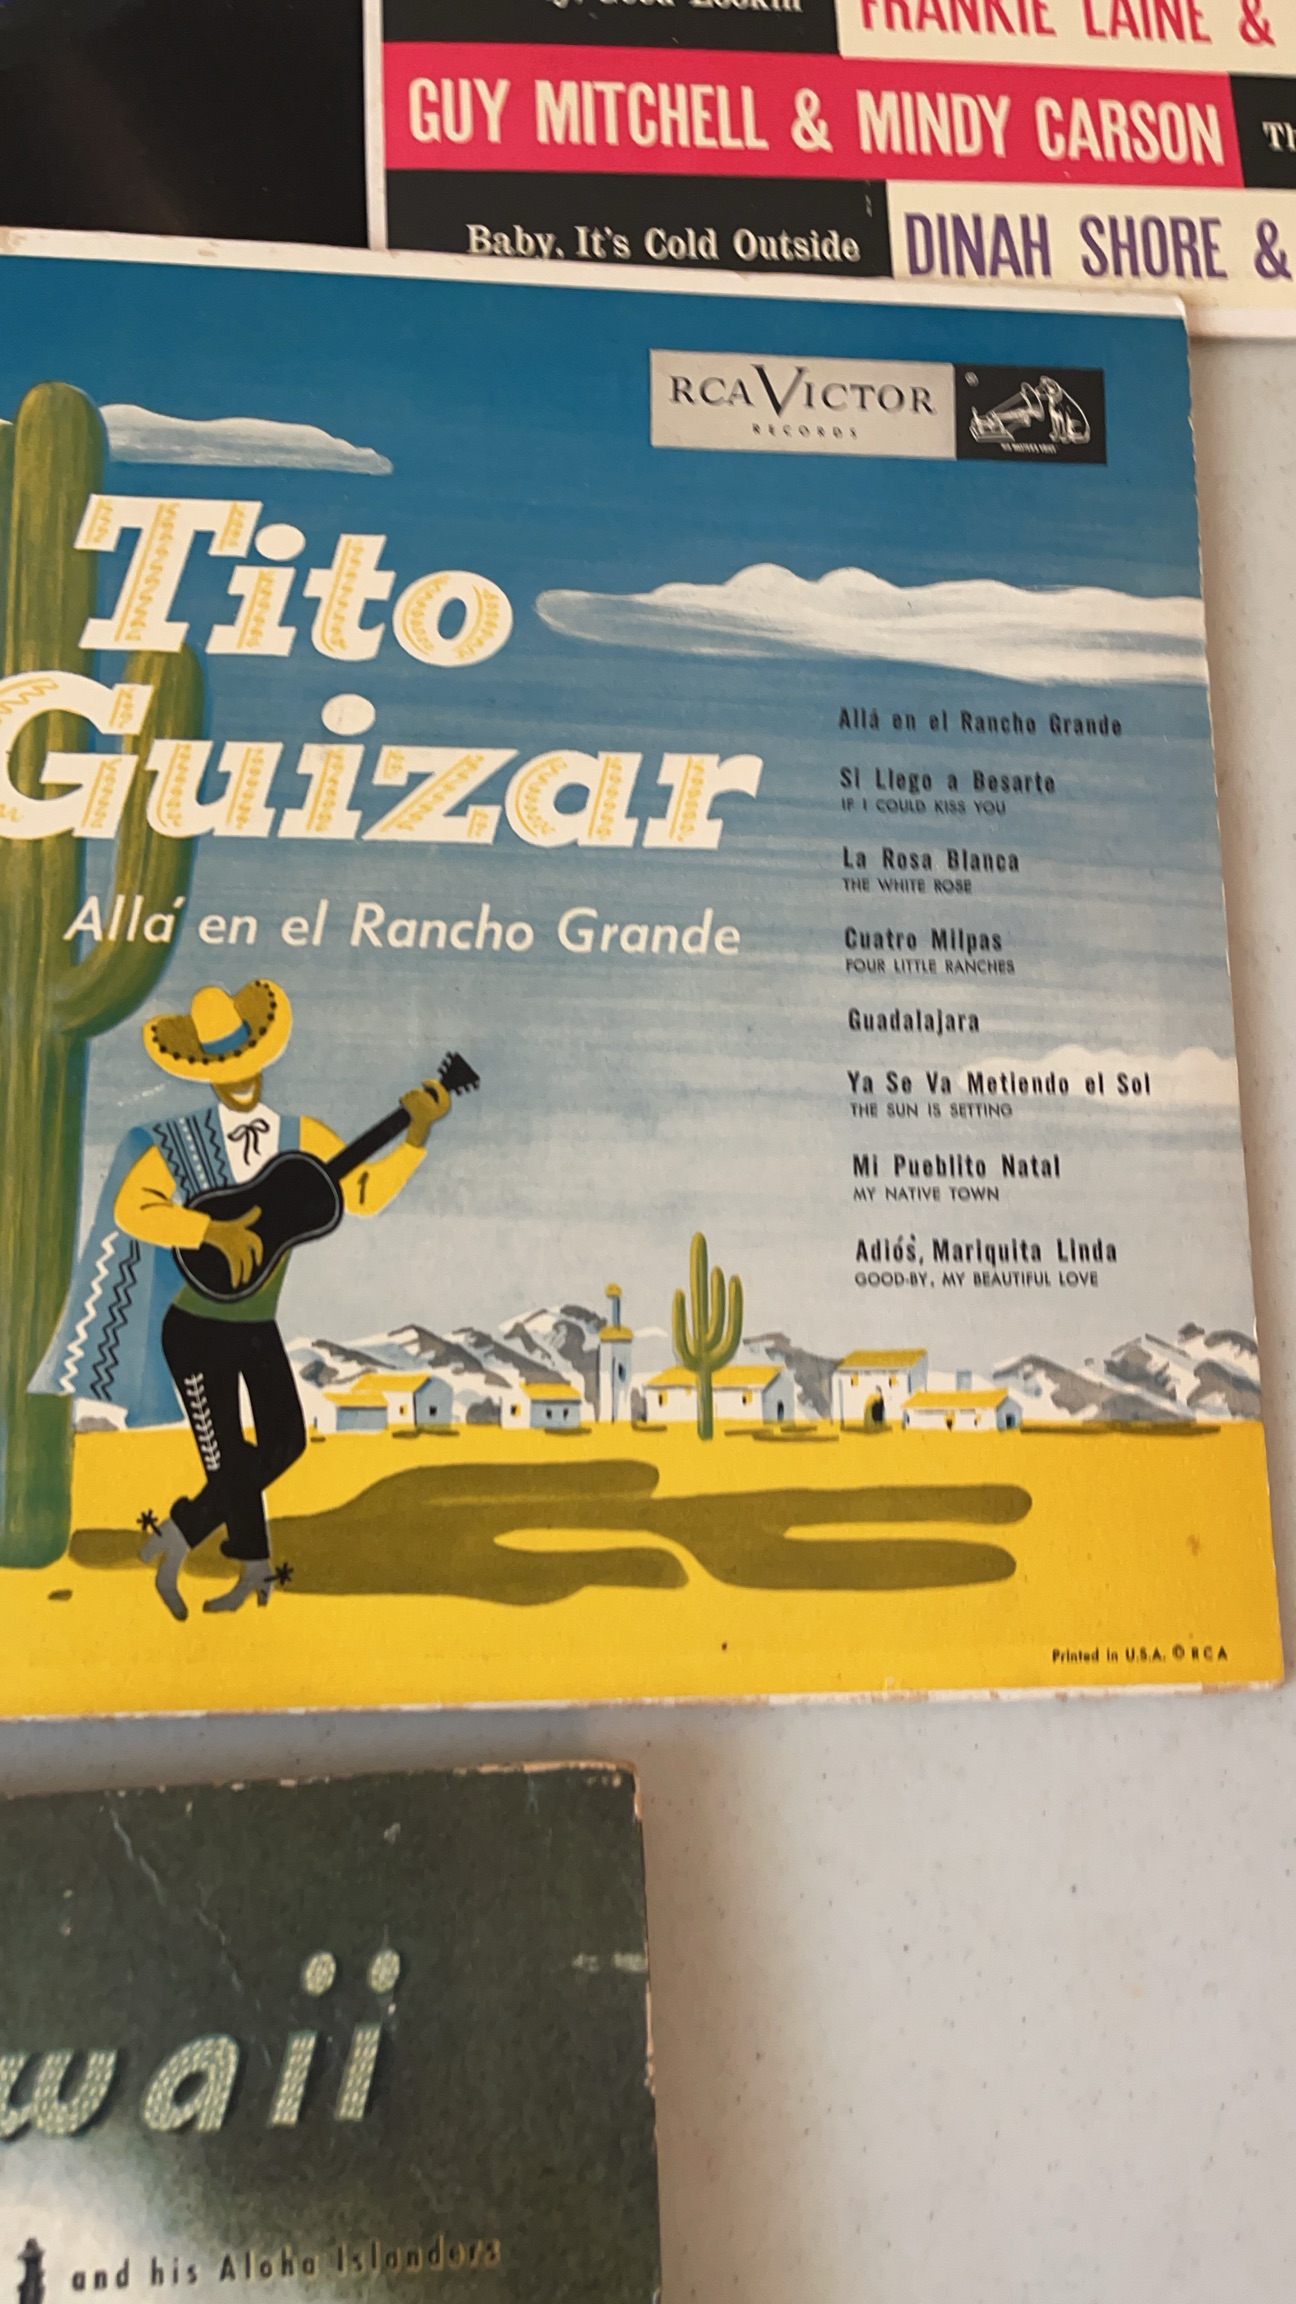 FRANKIE LAINE &
GUY MITCHELL & MINDY CARSON
Th
Baby, It's Cold Outside
DINAH SHORE &
RCA VICTOR
RECORDS
Tito
Guizar
Allá en el Rancho Grande
Allá en el Rancho Grande
Si Llego a Besarte
IF I COULD KISS YOU
La Rosa Blanca
THE WHITE ROSE
Cuatro Milpas
FOUR LITTLE RANCHES
Guadalajara
Ya Se Va Metiendo el Sol
THE SUN IS SETTING
Mi Pueblito Natal
MY NATIVE TOWN
Adiós, Mariquita Linda
GOOD-BY, MY BEAUTIFUL LOVE
Printed in U.S.A. © RCA
waii
and his Aloha Islanders